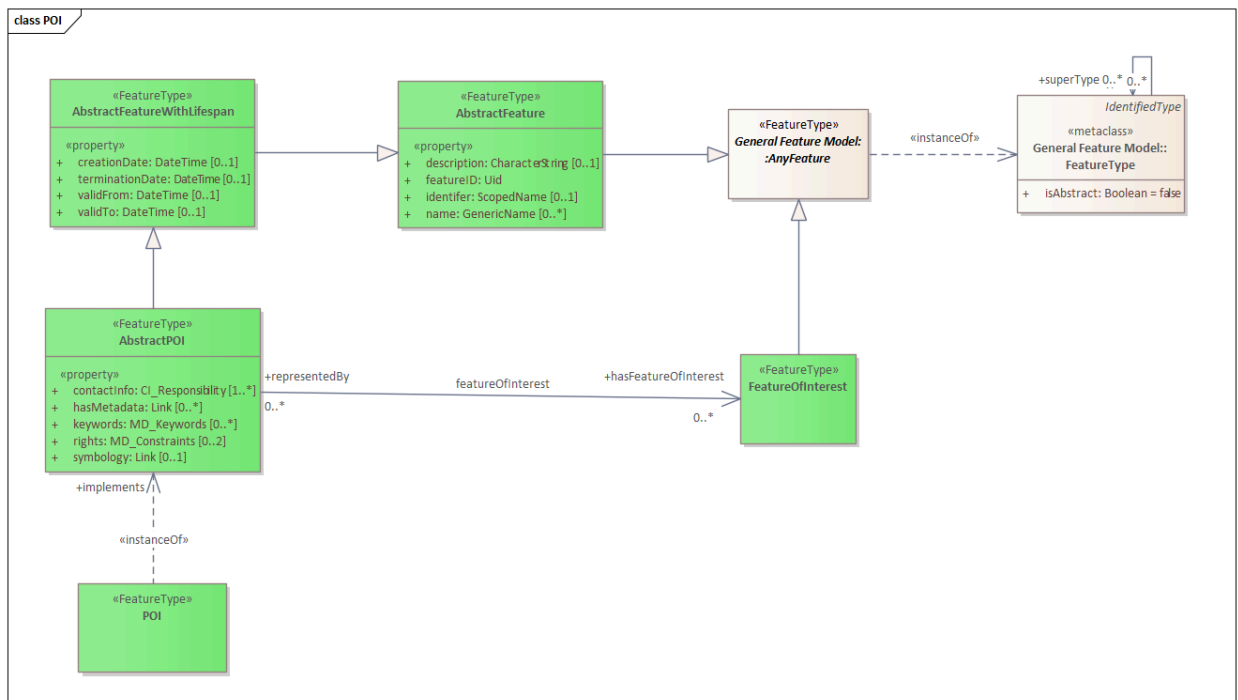 class POI
«FeatureType»
AbstractFeatureWithLifespan
«property»
+ creationDate: DateTime [0..1]
+ terminationDate: DateTime [0..1]
+ validFrom: DateTime [0..1]
+ validTo: DateTime [0..1]
«FeatureType»
AbstractFeature
«property»
+ description: CharacterString [0..1]
+ featureID: Uid
+ identifer: ScopedName [0..1]
+ name: GenericName [0..*]
«FeatureType»
General Feature Model:
:AnyFeature
«instanceOf»
+superType 0..* 0..*
IdentifiedType
«metaclass»
General Feature Model::
FeatureType
+ isAbstract: Boolean = false
«FeatureType»
AbstractPOI
«property»
+ contactInfo: CI_Responsibility [1..*]
+ hasMetadata: Link [0..*]
+ keywords: MD_Keywords [0..*]
+ rights: MD_Constraints [0..2]
+ symbology: Link [0..1]
+representedBy
0..*
featureOfInterest
+hasFeatureOfInterest
0..*
«FeatureType»
FeatureOfInterest
+implements
«instanceOf»
«FeatureType»
POI